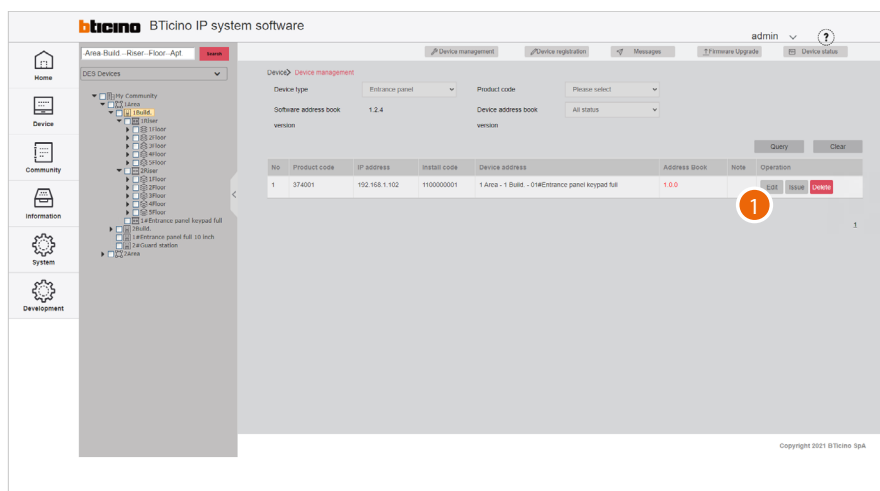 bticino BTicino IP system software
admin
?
Area-Build.--Riser--Floor--Apt Search
Device management Device registration Messages Firmware Upgrade Device status
Home
DES Devices
Device> Device management
Device type Entrance panel Product code Please select
Software address book version 1.2.4 Device address book version All status
Query Clear
My Community
1Area
1Build.
1Riser
1Floor
2Floor
3Floor
4Floor
5Floor
2Riser
1Floor
2Floor
3Floor
4Floor
5Floor
1#Entrance panel keypad full
2Build.
1#Entrance panel full 10 inch
2#Guard station
2Area
Device
Community
Information
System
Development
No Product code IP address Install code Device address Address Book Note Operation
1 374001 192.168.1.102 1100000001 1 Area - 1 Build. - 01#Entrance panel keypad full 1.0.0 Edit Issue Delete
1
1
Copyright 2021 BTicino SpA